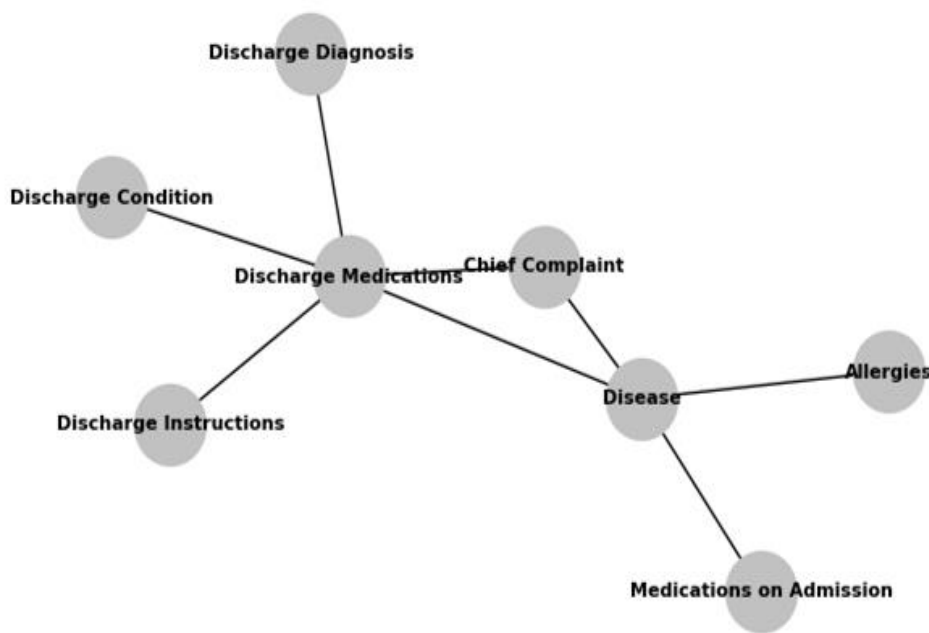 Discharge Diagnosis
Discharge Condition
Discharge Medications
Chief Complaint
Disease
Allergies
Discharge Instructions
Medications on Admission